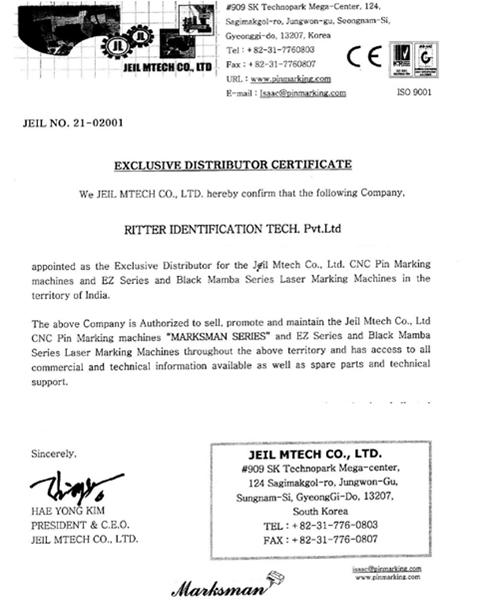 #909 SK Technopark Mega-Center, 124,
Sagimakgol-ro, Jungwon-gu, Seongnam-Si,
Gyeonggi-do, 13207, Korea
Tel : +82-31-7760803
Fax : +82-31-7760807
URL : www.pinmarking.com
E-mail : Isaac@pinmarking.com
JEIL MTECH CO., LTD
JL
JL
CE
ISO 9001
JEIL NO. 21-02001
EXCLUSIVE DISTRIBUTOR CERTIFICATE
We JEIL MTECH CO., LTD. hereby confirm that the following Company,
RITTER IDENTIFICATION TECH. Pvt.Ltd
appointed as the Exclusive Distributor for the Jeil Mtech Co., Ltd. CNC Pin Marking
machines and EZ Series and Black Mamba Series Laser Marking Machines in the
territory of India.
The above Company is Authorized to sell, promote and maintain the Jeil Mtech Co., Ltd
CNC Pin Marking machines "MARKSMAN SERIES" and EZ Series and Black Mamba
Series Laser Marking Machines throughout the above territory and has access to all
commercial and technical information available as well as spare parts and technical
support.
Sincerely,
HAE YONG KIM
PRESIDENT & C.E.O.
JEIL MTECH CO., LTD.
JEIL MTECH CO., LTD.
#909 SK Technopark Mega-center,
124 Sagimakgol-ro, Jungwon-Gu,
Sungnam-Si, GyeongGi-Do, 13207,
South Korea
TEL : +82-31-776-0803
FAX : +82-31-776-0807
isaac@pinmarking.com
www.pinmarking.com
Marksman